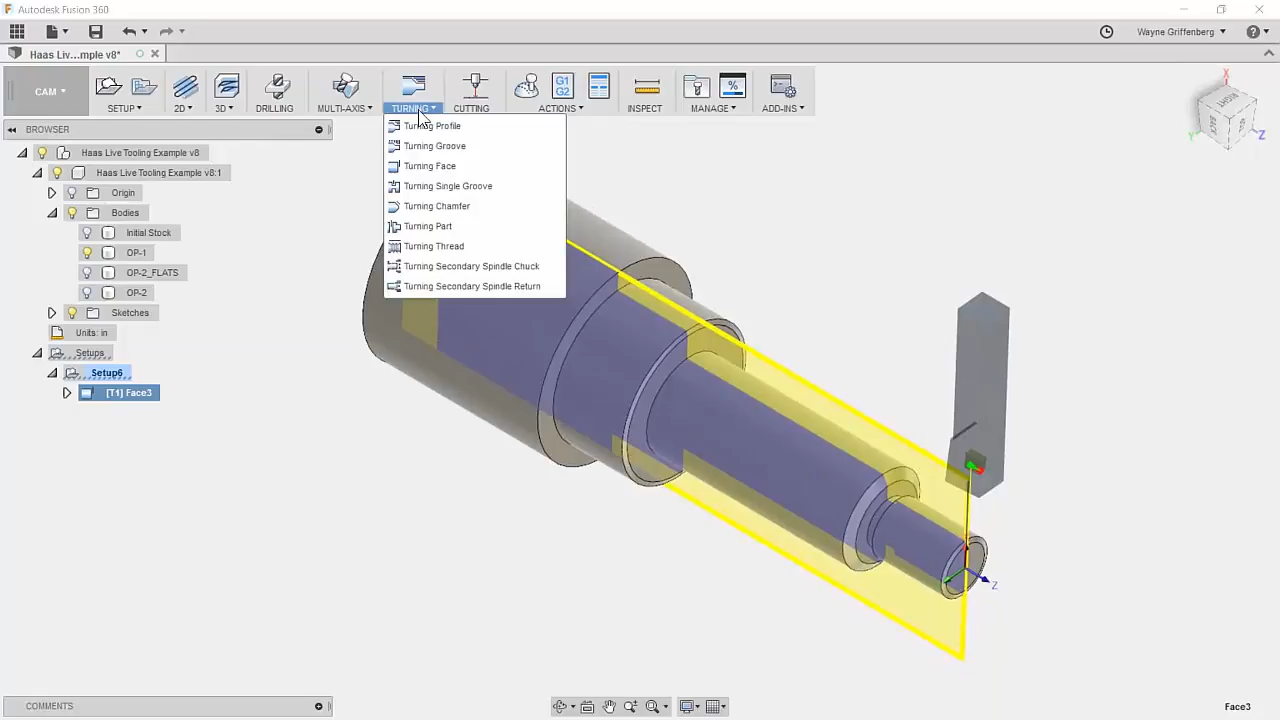 Autodesk Fusion 360
Wayne Griffenberg
Haas Liv...mple v8*
CAM
SETUP
2D
3D
DRILLING
MULTI-AXIS
TURNING
CUTTING
G1
G2
ACTIONS
INSPECT
MANAGE
ADD-INS
BROWSER
Haas Live Tooling Example v8
Haas Live Tooling Example v8:1
Origin
Bodies
Initial Stock
OP-1
OP-2_FLATS
OP-2
Sketches
Units: in
Setups
Setup6
[T1] Face3
Turning Profile
Turning Groove
Turning Face
Turning Single Groove
Turning Chamfer
Turning Part
Turning Thread
Turning Secondary Spindle Chuck
Turning Secondary Spindle Return
X
Y
Z
Z
COMMENTS
Face3